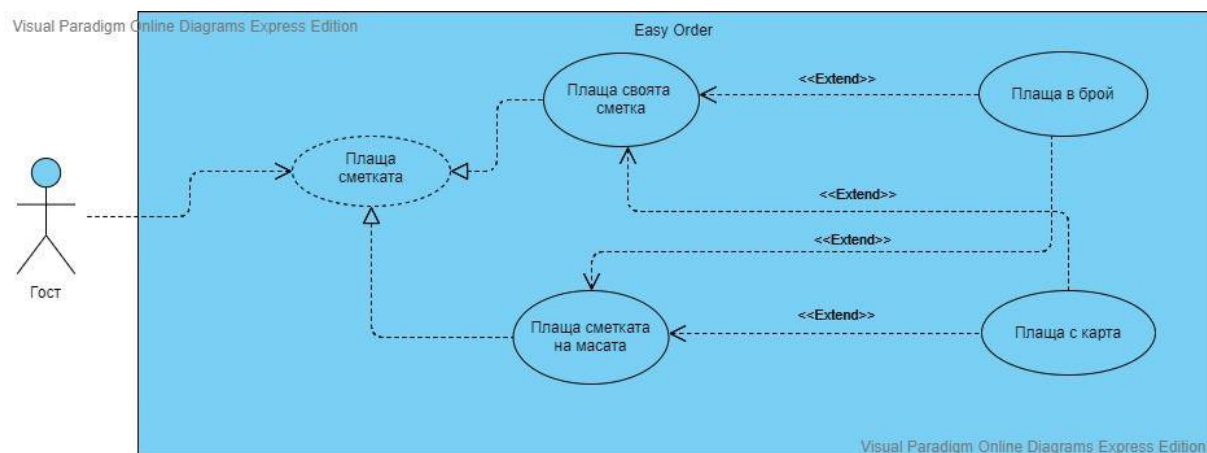 Visual Paradigm Online Diagrams Express Edition
Easy Order
Плаща своята
сметка
<<Extend>>
Плаща в брой
Плаща
сметката
<<Extend>>
<<Extend>>
Гост
Плаща сметката
на масата
<<Extend>>
Плаща с карта
Visual Paradigm Online Diagrams Express Edition